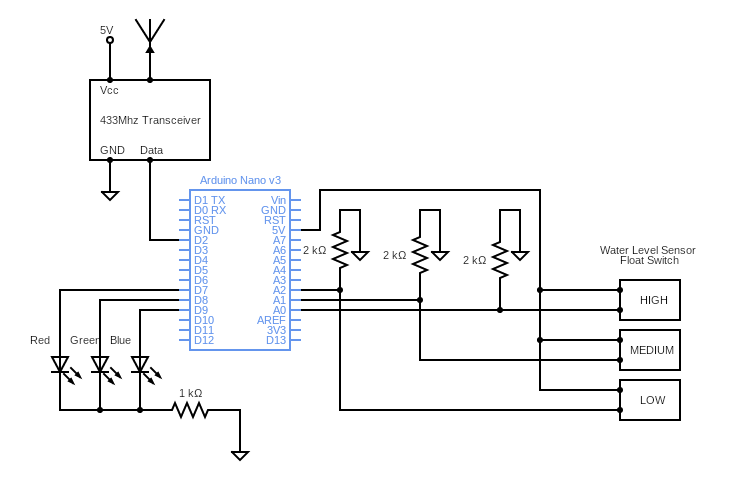 5V
Vcc
433Mhz Transceiver
GND Data
Arduino Nano v3
D1 TX Vin
D0 RX GND
RST RST
GND 5V
D2 A7
D3 A6
D4 A5
D5 A4
D6 A3
D7 A2
D8 A1
D9 A0
D10 AREF
D11 3V3
D12 D13
2 kΩ
2 kΩ
2 kΩ
Water Level Sensor
Float Switch
HIGH
MEDIUM
LOW
Red Green Blue
1 kΩ